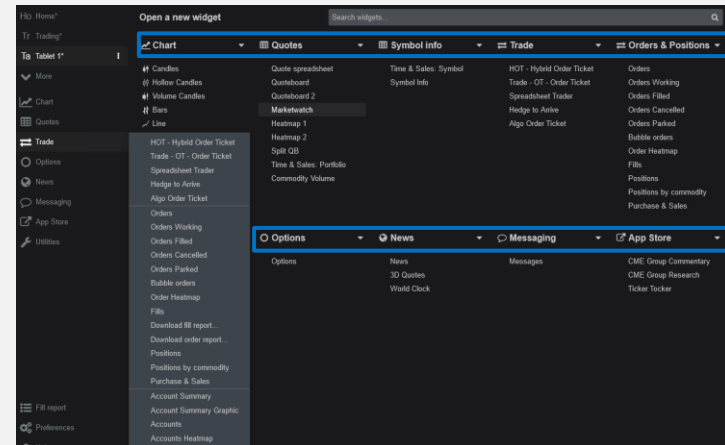 Ho Home*
Tr Trading*
Ta Tablet 1*
More
Chart
Quotes
Trade
Options
News
Messaging
App Store
Utilities
Fill report
Preferences
Open a new widget
Search widgets...
Chart
Candles
Hollow Candles
Volume Candles
Bars
Line
HOT - Hybrid Order Ticket
Trade - OT - Order Ticket
Spreadsheet Trader
Hedge to Arrive
Algo Order Ticket
Orders
Orders Working
Orders Filled
Orders Cancelled
Orders Parked
Bubble orders
Order Heatmap
Fills
Download fill report...
Download order report...
Positions
Positions by commodity
Purchase & Sales
Account Summary
Account Summary Graphic
Accounts
Accounts Heatmap
Quotes
Quote spreadsheet
Quoteboard
Quoteboard 2
Marketwatch
Heatmap 1
Heatmap 2
Split QB
Time & Sales: Portfolio
Commodity Volume
Symbol info
Time & Sales: Symbol
Symbol Info
Trade
HOT - Hybrid Order Ticket
Trade - OT - Order Ticket
Spreadsheet Trader
Hedge to Arrive
Algo Order Ticket
Orders & Positions
Orders
Orders Working
Orders Filled
Orders Cancelled
Orders Parked
Bubble orders
Order Heatmap
Fills
Positions
Positions by commodity
Purchase & Sales
Options
Options
News
News
3D Quotes
World Clock
Messaging
Messages
App Store
CME Group Commentary
CME Group Research
Ticker Tocker